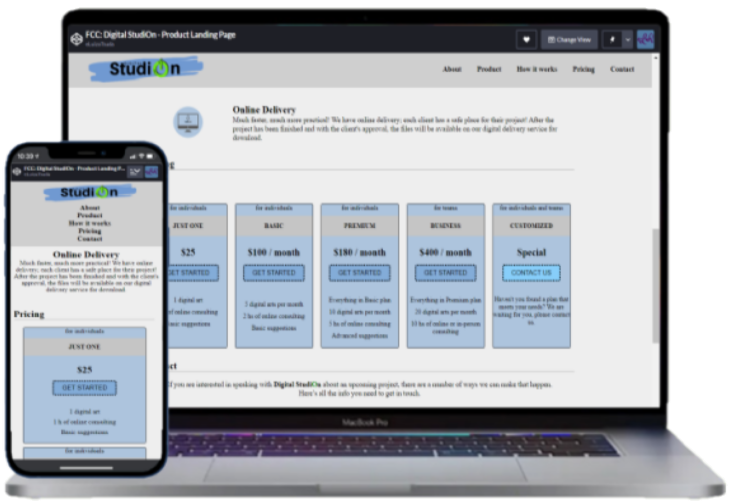 FCC: Digital StudiOn - Product Landing Page
Change View
StudiOn
About Product How it works Pricing Contact
Online Delivery
Much faster, much more practical! We have online delivery; each client has a safe place for their project! After the
project has been finished and with the client's approval, the files will be available on our digital delivery service for
download.
for individuals
JUST ONE
$25
GET STARTED
1 digital art
of online consulting
Basic suggestions
for individuals
BASIC
$100 / month
GET STARTED
3 digital arts per month
2 hs of online consulting
Basic suggestions
for individuals
PREMIUM
$180 / month
GET STARTED
Everything in Basic plan
10 digital arts per month
5 hs of online consulting
Advanced suggestions
for teams
BUSINESS
$400 / month
GET STARTED
Everything in Premium plan
20 digital arts per month
10 hs of online or in-person
consulting
for individuals and teams
CUSTOMIZED
Special
CONTACT US
Haven't you found a plan that
meets your needs? We are
waiting for you, please contact
us.
If you are interested in speaking with Digital StudiOn about an upcoming project, there are a number of ways we can make that happen.
Here's all the info you need to get in touch.
MacBook Pro
10:39
FCC: Digital StudiOn - Product Landing P...
StudiOn
About
Product
How it works
Pricing
Contact
Online Delivery
Much faster, much more practical! We have online
delivery; each client has a safe place for their project!
After the project has been finished and with the client's
approval, the files will be available on our digital
delivery service for download.
Pricing
for individuals
JUST ONE
$25
GET STARTED
1 digital art
1 h of online consulting
Basic suggestions
for individuals